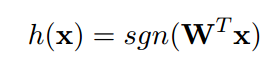 h(x) = sgn(W^T x)